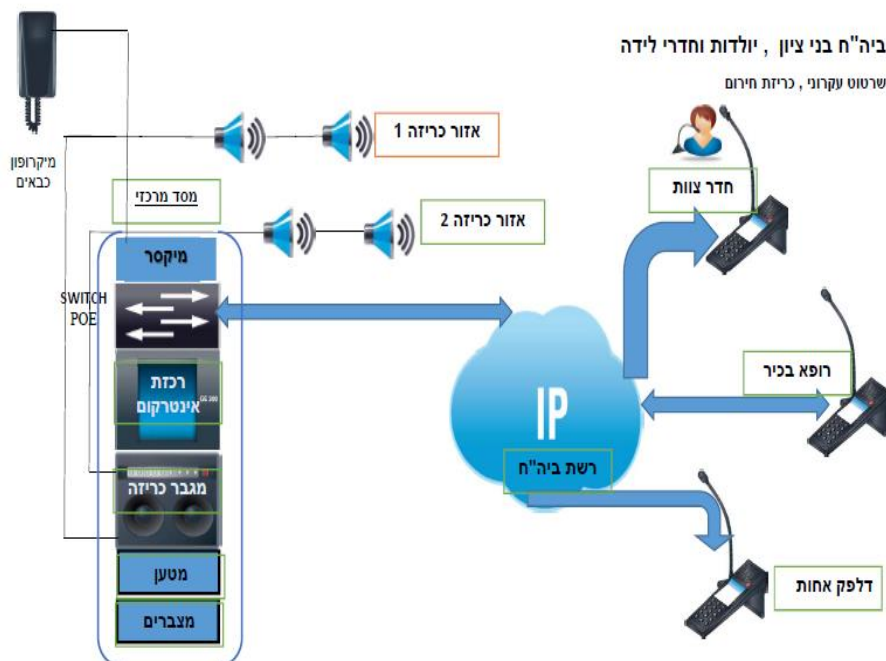 ביה"ח בני ציון , יולדות וחדרי לידה
שרטוט עקרוני , כריזת חירום
מיקרופון
כבאים
אזור כריזה 1
אזור כריזה 2
מסד מרכזי
מיקסר
SWITCH
POE
רכזת
אינטרקום
GE 300
מגבר כריזה
מטען
מצברים
IP
רשת ביה"ח
חדר צוות
רופא בכיר
דלפק אחות